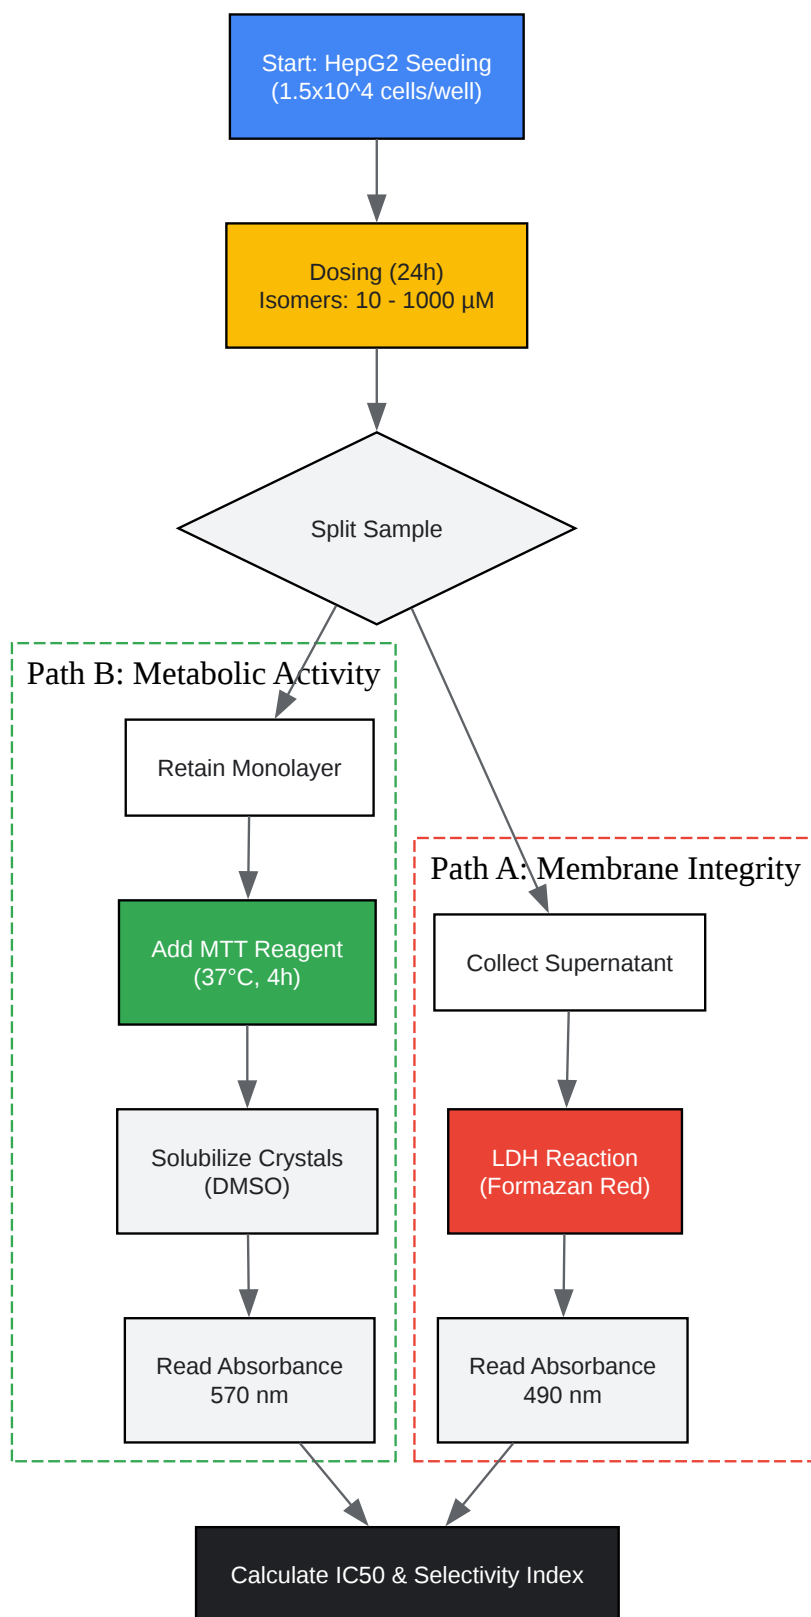 Start: HepG2 Seeding
(1.5x10^4 cells/well)
Dosing (24h)
Isomers: 10 - 1000 µM
Split Sample
Path B: Metabolic Activity
Retain Monolayer
Add MTT Reagent
(37°C, 4h)
Solubilize Crystals
(DMSO)
Read Absorbance
570 nm
Path A: Membrane Integrity
Collect Supernatant
LDH Reaction
(Formazan Red)
Read Absorbance
490 nm
Calculate IC50 & Selectivity Index